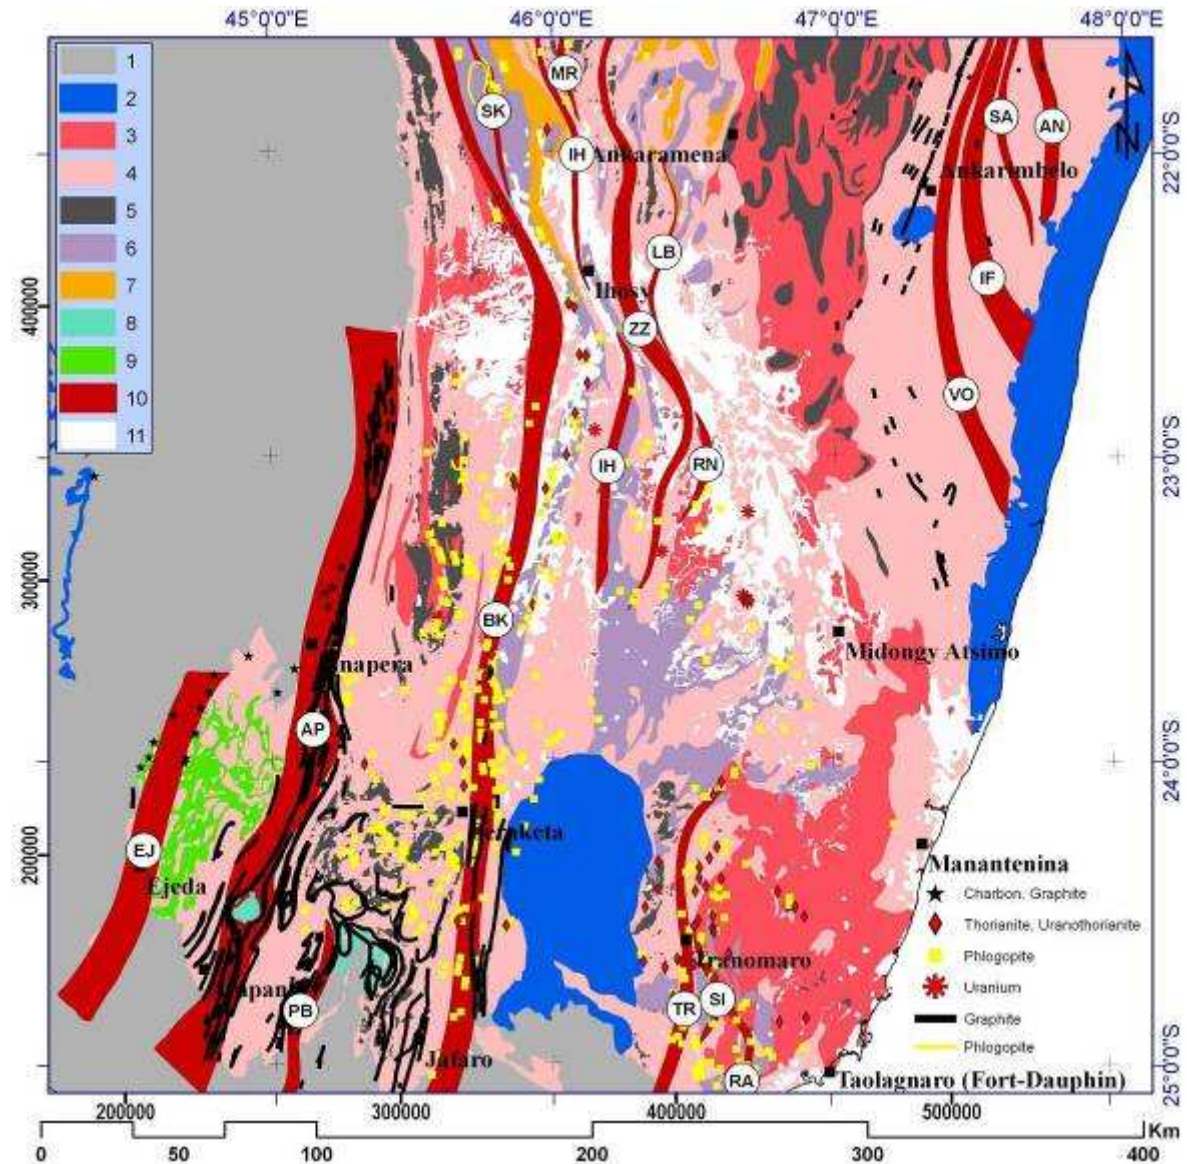 45°0'0"E 46°0'0"E 47°0'0"E 48°0'0"E
1
2
3
4
5
6
7
8
9
10
11
MR
SK
IH
Ankaramena
SA
AN
N
22°0'0"S
Ankarimbelo
LB
Ihosy
IF
400000
ZZ
VO
IH
RN
23°0'0"S
300000
BK
Midongy Atsimo
napera
AP
24°0'0"S
200000
EJ
Ejeda
Manantenina
Charbon, Graphite
Thorianite, Uranothorianite
Phlogopite
Tranomaro
Uranium
PB
TR
SI
Graphite
Phlogopite
Jafaro
RA
Taolagnaro (Fort-Dauphin)
25°0'0"S
200000 300000 400000 500000
Km
0 50 100 200 300 400